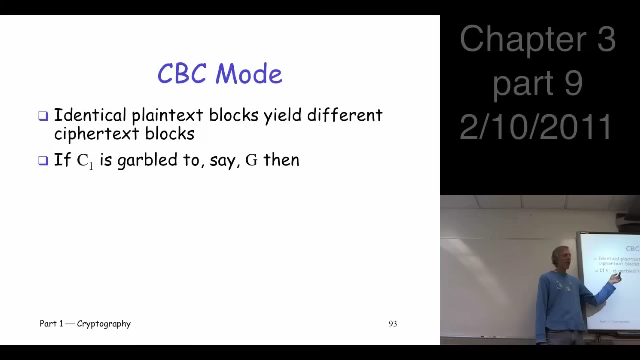 CBC Mode
Identical plaintext blocks yield different
ciphertext blocks
If C1 is garbled to, say, G then
Part 1 — Cryptography
93
Chapter 3
part 9
2/10/2011